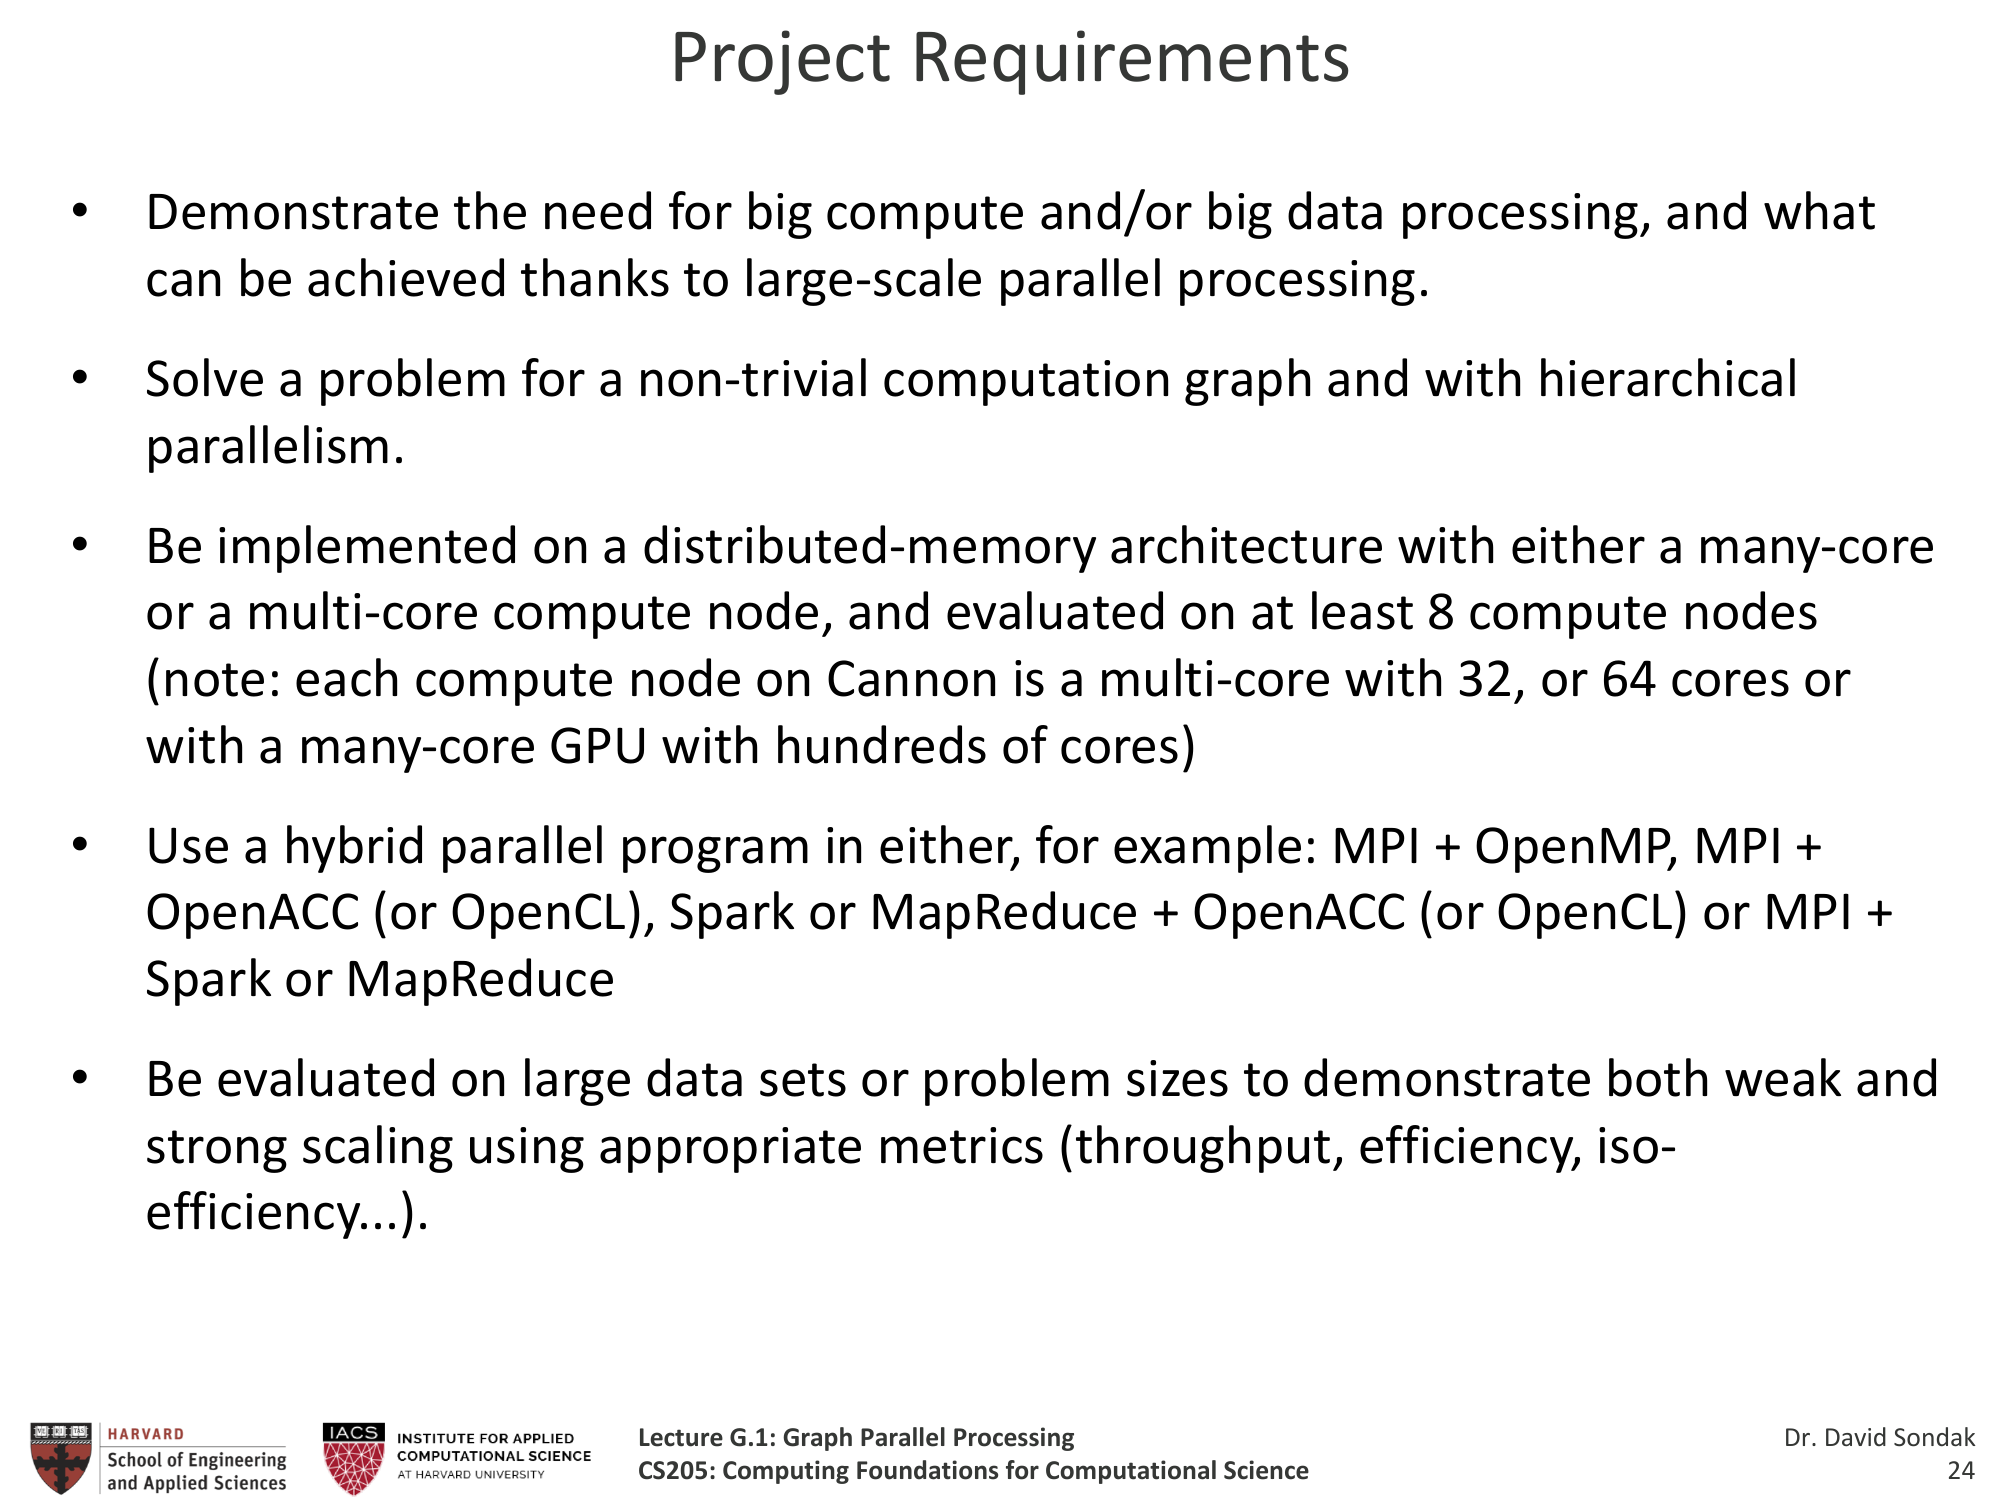 Project Requirements
• Demonstrate the need for big compute and/or big data processing, and what
can be achieved thanks to large-scale parallel processing.
• Solve a problem for a non-trivial computation graph and with hierarchical
parallelism.
• Be implemented on a distributed-memory architecture with either a many-core
or a multi-core compute node, and evaluated on at least 8 compute nodes
(note: each compute node on Cannon is a multi-core with 32, or 64 cores or
with a many-core GPU with hundreds of cores)
• Use a hybrid parallel program in either, for example: MPI + OpenMP, MPI +
OpenACC (or OpenCL), Spark or MapReduce + OpenACC (or OpenCL) or MPI +
Spark or MapReduce
• Be evaluated on large data sets or problem sizes to demonstrate both weak and
strong scaling using appropriate metrics (throughput, efficiency, iso-
efficiency...).
HARVARD
School of Engineering
and Applied Sciences
IACS
INSTITUTE FOR APPLIED
COMPUTATIONAL SCIENCE
AT HARVARD UNIVERSITY
Lecture G.1: Graph Parallel Processing
CS205: Computing Foundations for Computational Science
Dr. David Sondak
24